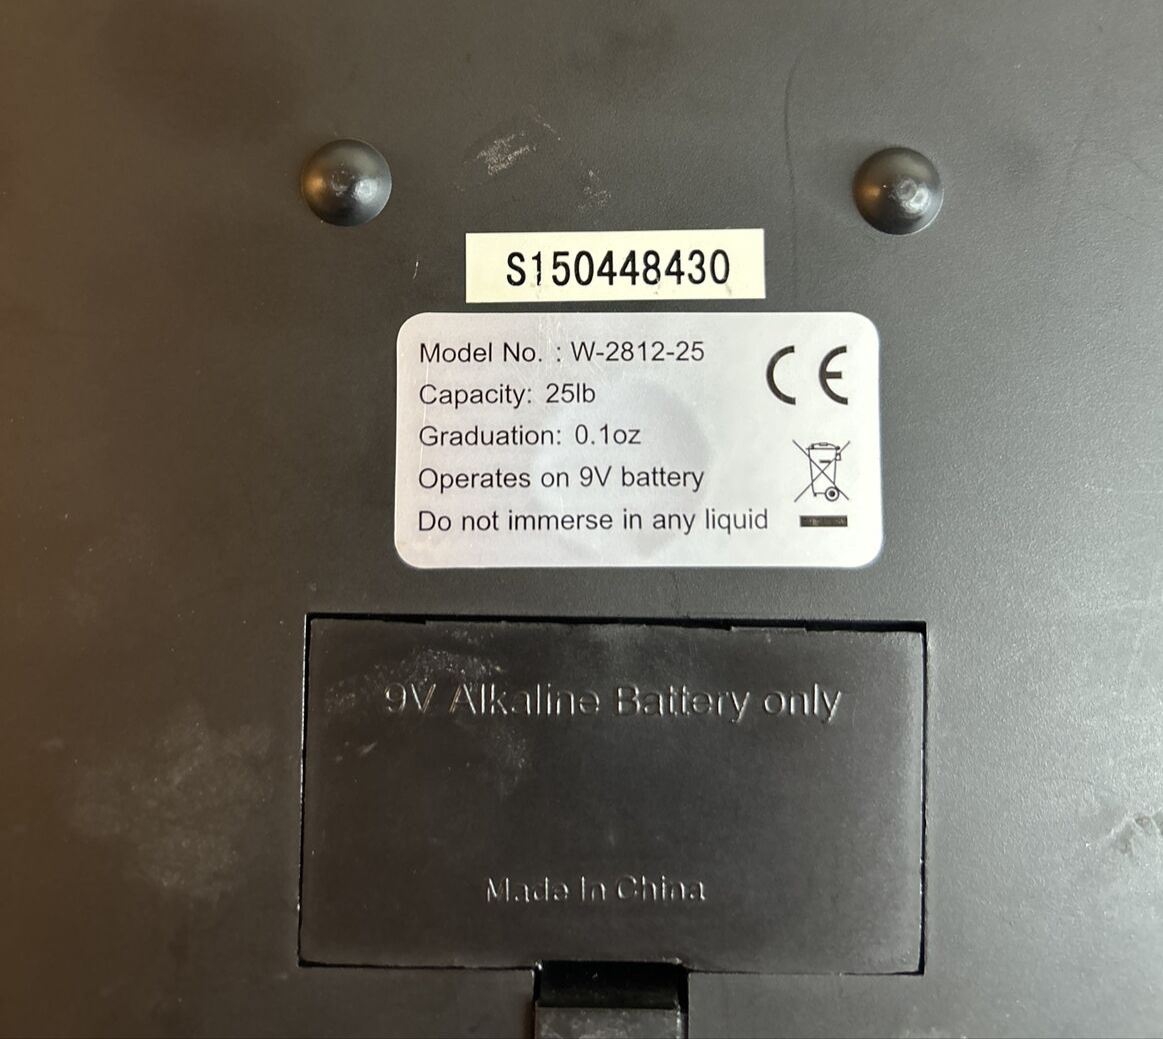 S150448430
Model No. : W-2812-25
CE
Capacity: 25lb
Graduation: 0.1oz
Operates on 9V battery
Do not immerse in any liquid
9V Alkaline Battery only
Made in China